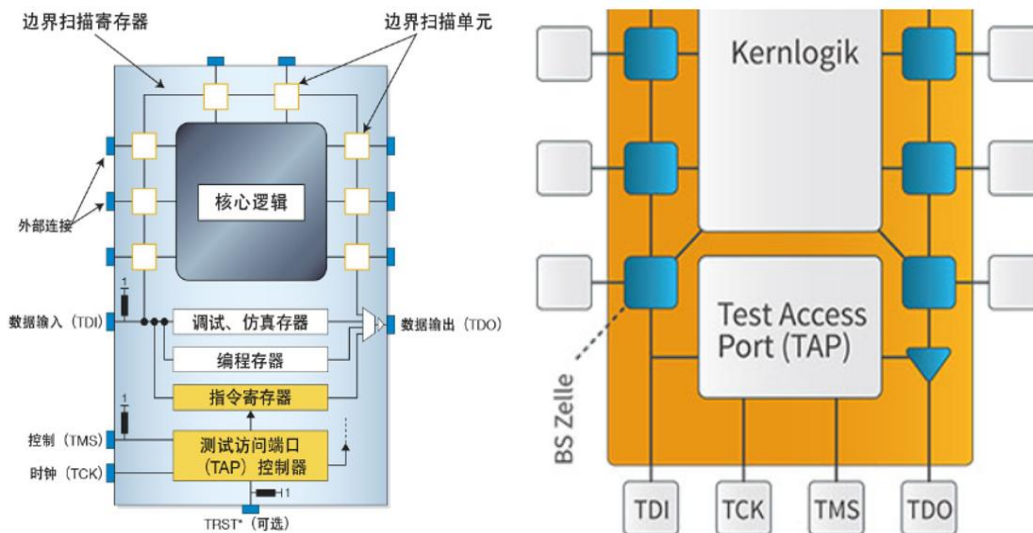 边界扫描寄存器
边界扫描单元
核心逻辑
外部连接
1
数据输入（TDI）
调试、仿真存器
数据输出（TDO）
编程存器
指令寄存器
1
控制（TMS）
测试访问端口
（TAP）控制器
时钟（TCK）
1
TRST*（可选）
Kernlogik
Test Access
Port (TAP)
BS Zelle
TDI
TCK
TMS
TDO